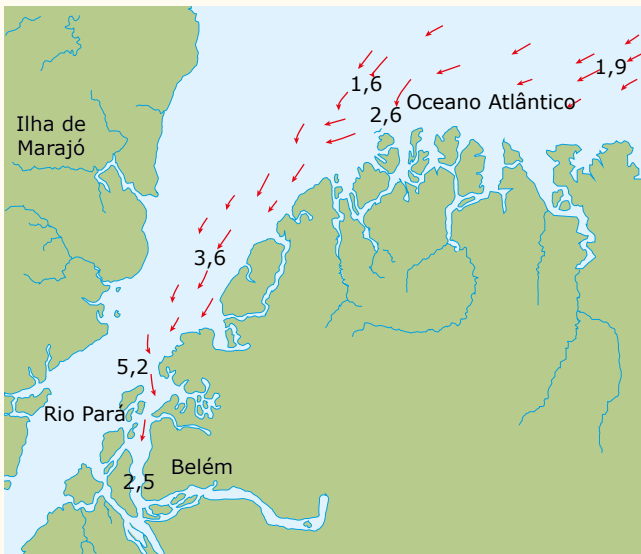 1,9
1,6
Oceano Atlântico
2,6
Ilha de
Marajó
3,6
5,2
Rio Pará
Belém
2,5